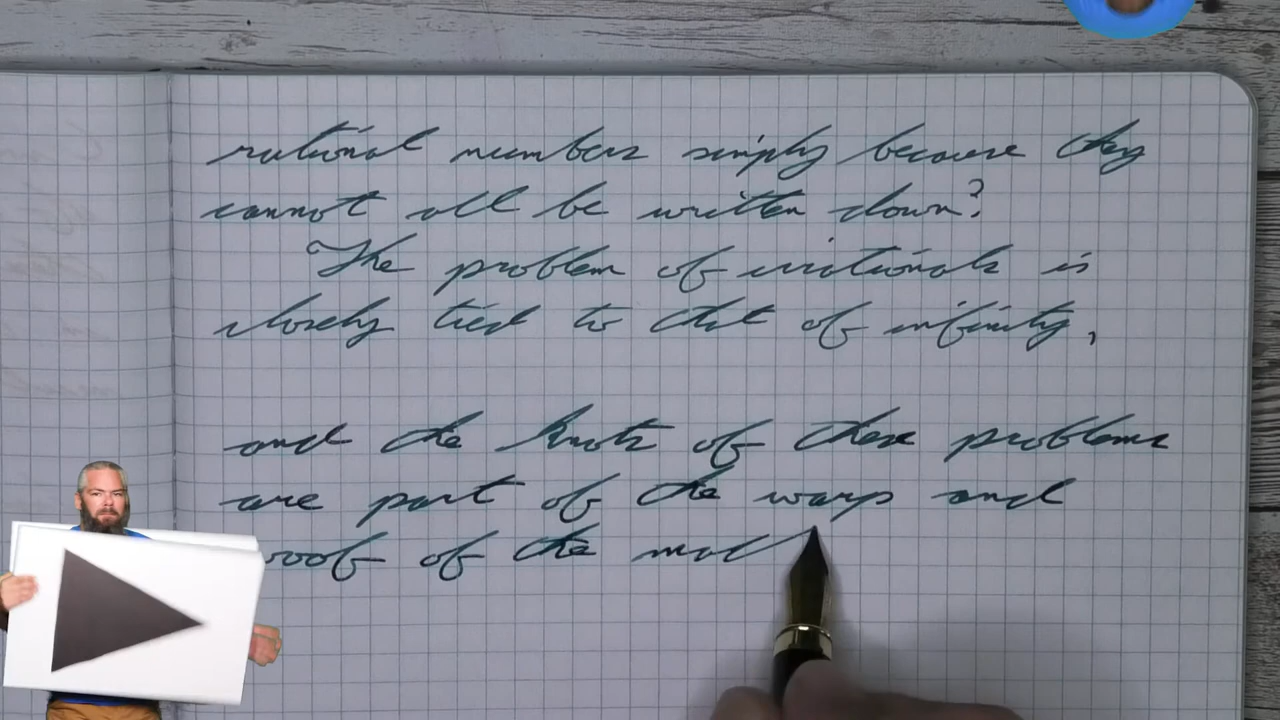 rational numbers simply because they
cannot all be written down?
The problem of irrationals is
closely tied to that of infinity,
and the knots of these problems
are part of the warp and
woof of the